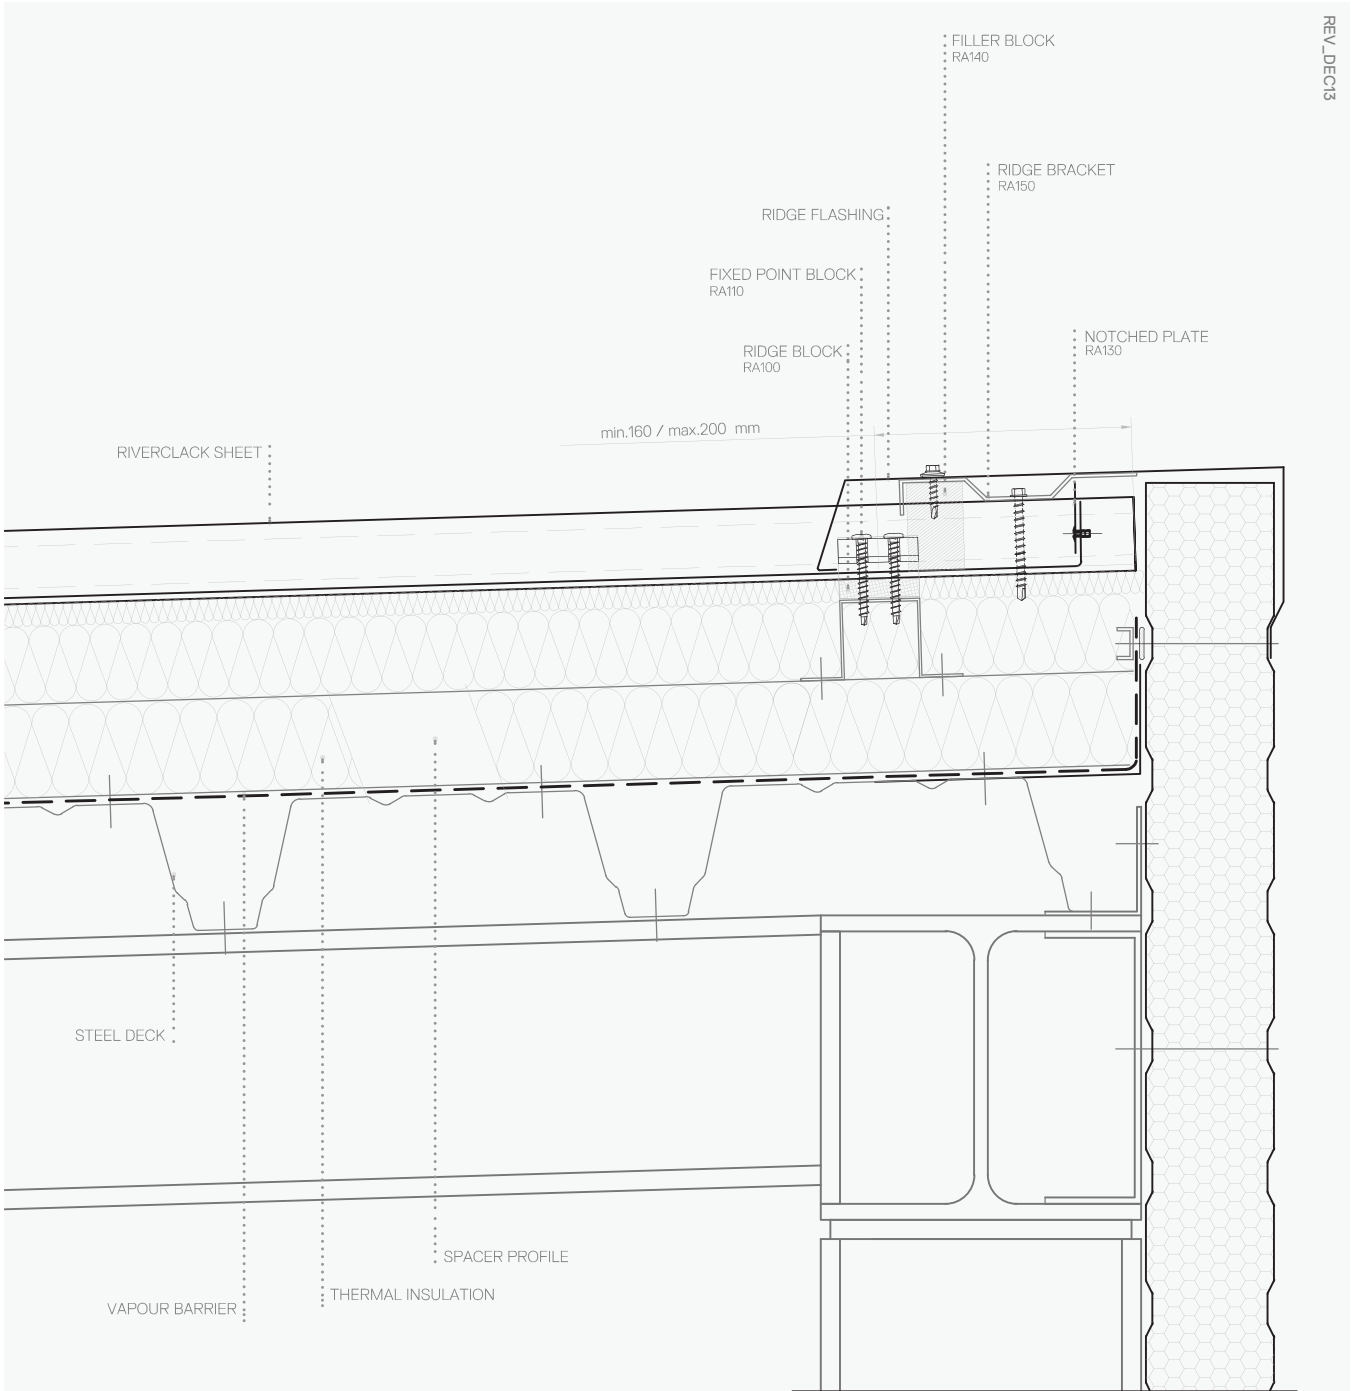 REV_DEC13
FILLER BLOCK
RA140
RIDGE BRACKET
RA150
RIDGE FLASHING
FIXED POINT BLOCK
RA110
NOTCHED PLATE
RA130
RIDGE BLOCK
RA100
min.160 / max.200 mm
RIVERCLACK SHEET
STEEL DECK
SPACER PROFILE
THERMAL INSULATION
VAPOUR BARRIER